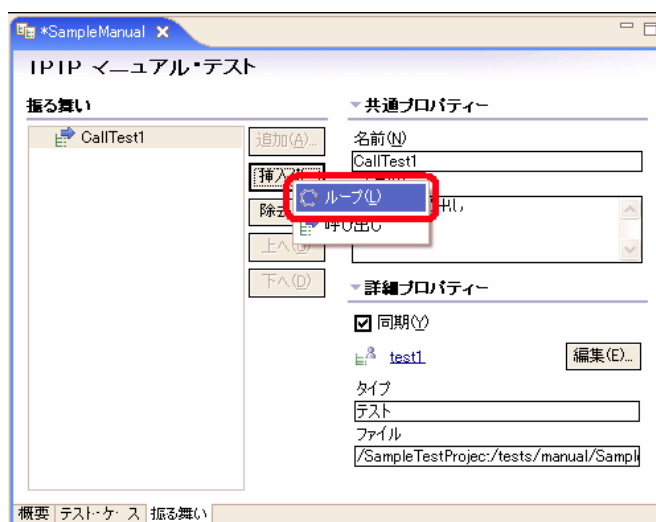 *SampleManual
TPTP マニュアル・テスト
振る舞い
CallTest1
追加(A)...
除去
上へ
下へ(D)
ループ(L)
呼び出し
共通プロパティー
名前(N)
CallTest1
詳細プロパティー
同期(Y)
test1
編集(E)...
タイプ
テスト
ファイル
/SampleTestProject/tests/manual/Sampl
概要 テスト・ケース 振る舞い